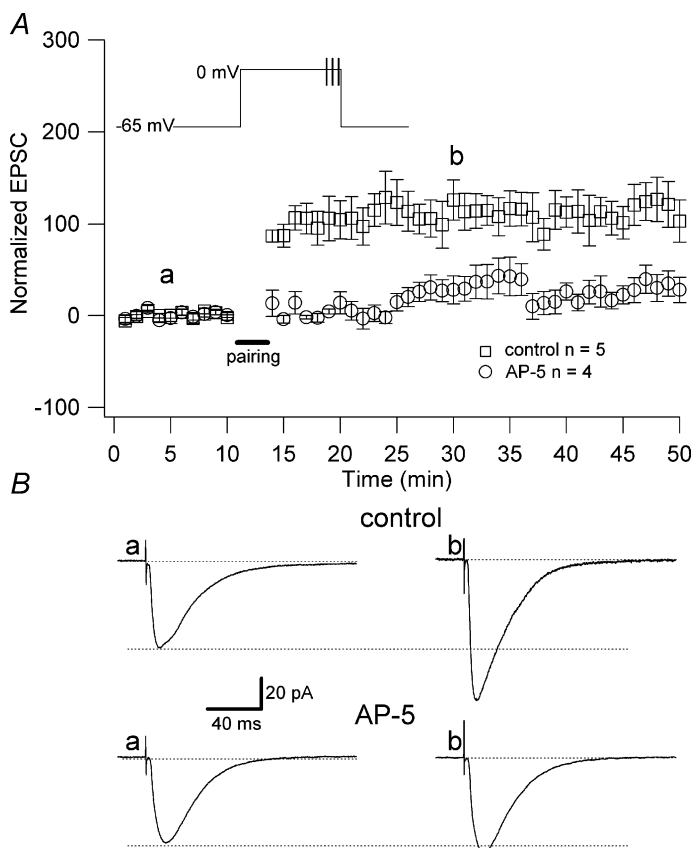 A
300
200
100
0
-100
Normalized EPSC
0 mV
-65 mV
a
b
pairing
control n = 5
AP-5 n = 4
0 5 10 15 20 25 30 35 40 45 50
Time (min)
B
control
a
b
20 pA
40 ms
AP-5
a
b